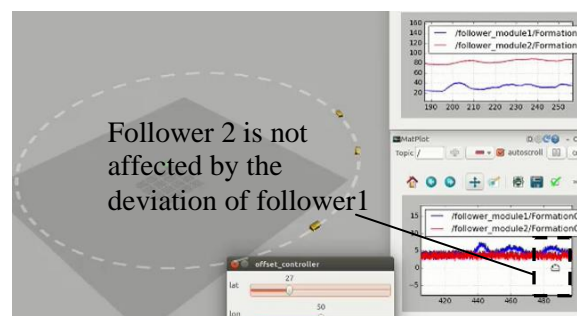 160
140
120
100
80
60
40
20
/follower_module1/Formation
/follower_module2/Formation
190 200 210 220 230 240 250
Follower 2 is not
affected by the
deviation of follower1
MatPlot
Topic /
autoscroll
15
10
5
0
−5
/follower_module1/FormationC
/follower_module2/FormationC
420 440 460 480
offset_controller
lat
27
lon
50